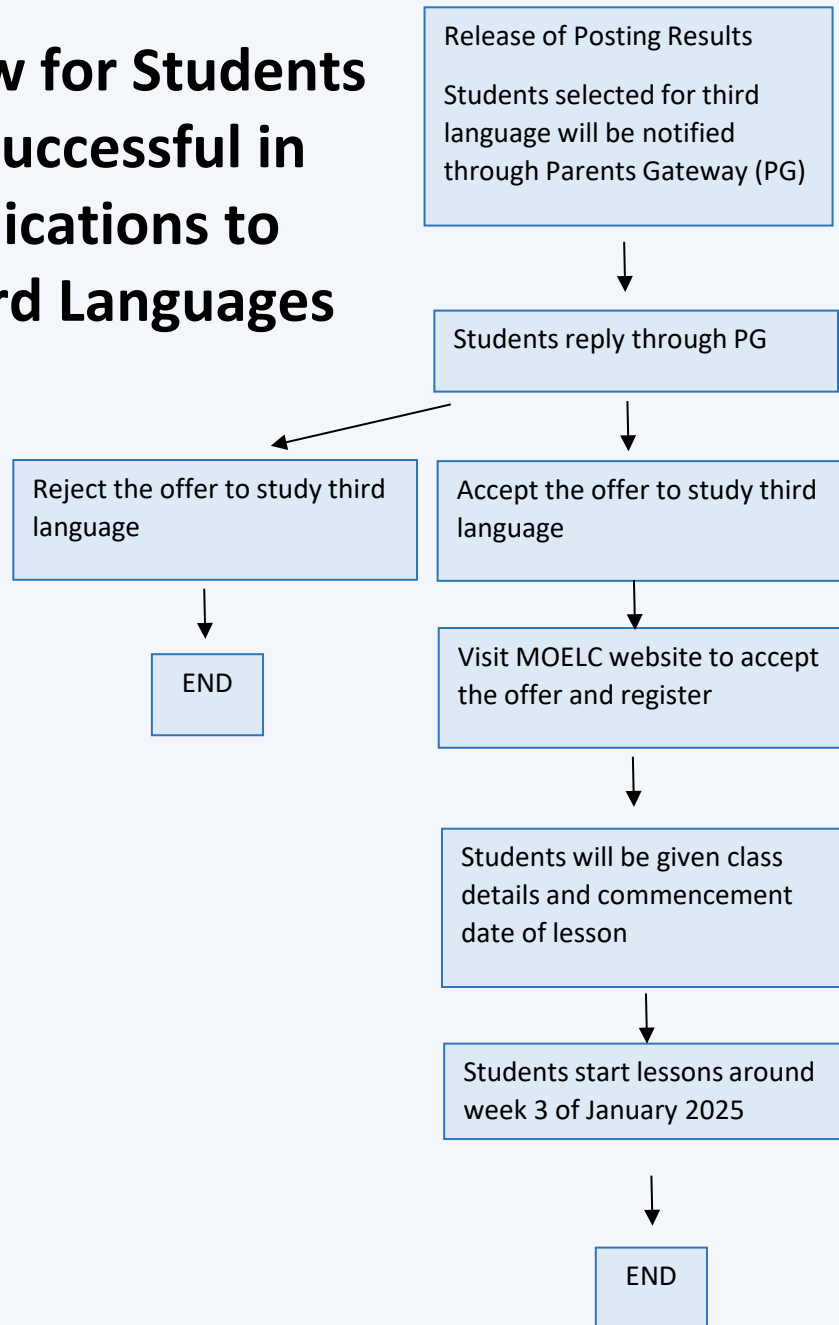 w for Students
uccessful in
ications to
rd Languages
Release of Posting Results
Students selected for third
language will be notified
through Parents Gateway (PG)
Students reply through PG
Reject the offer to study third
language
END
Accept the offer to study third
language
Visit MOELC website to accept
the offer and register
Students will be given class
details and commencement
date of lesson
Students start lessons around
week 3 of January 2025
END